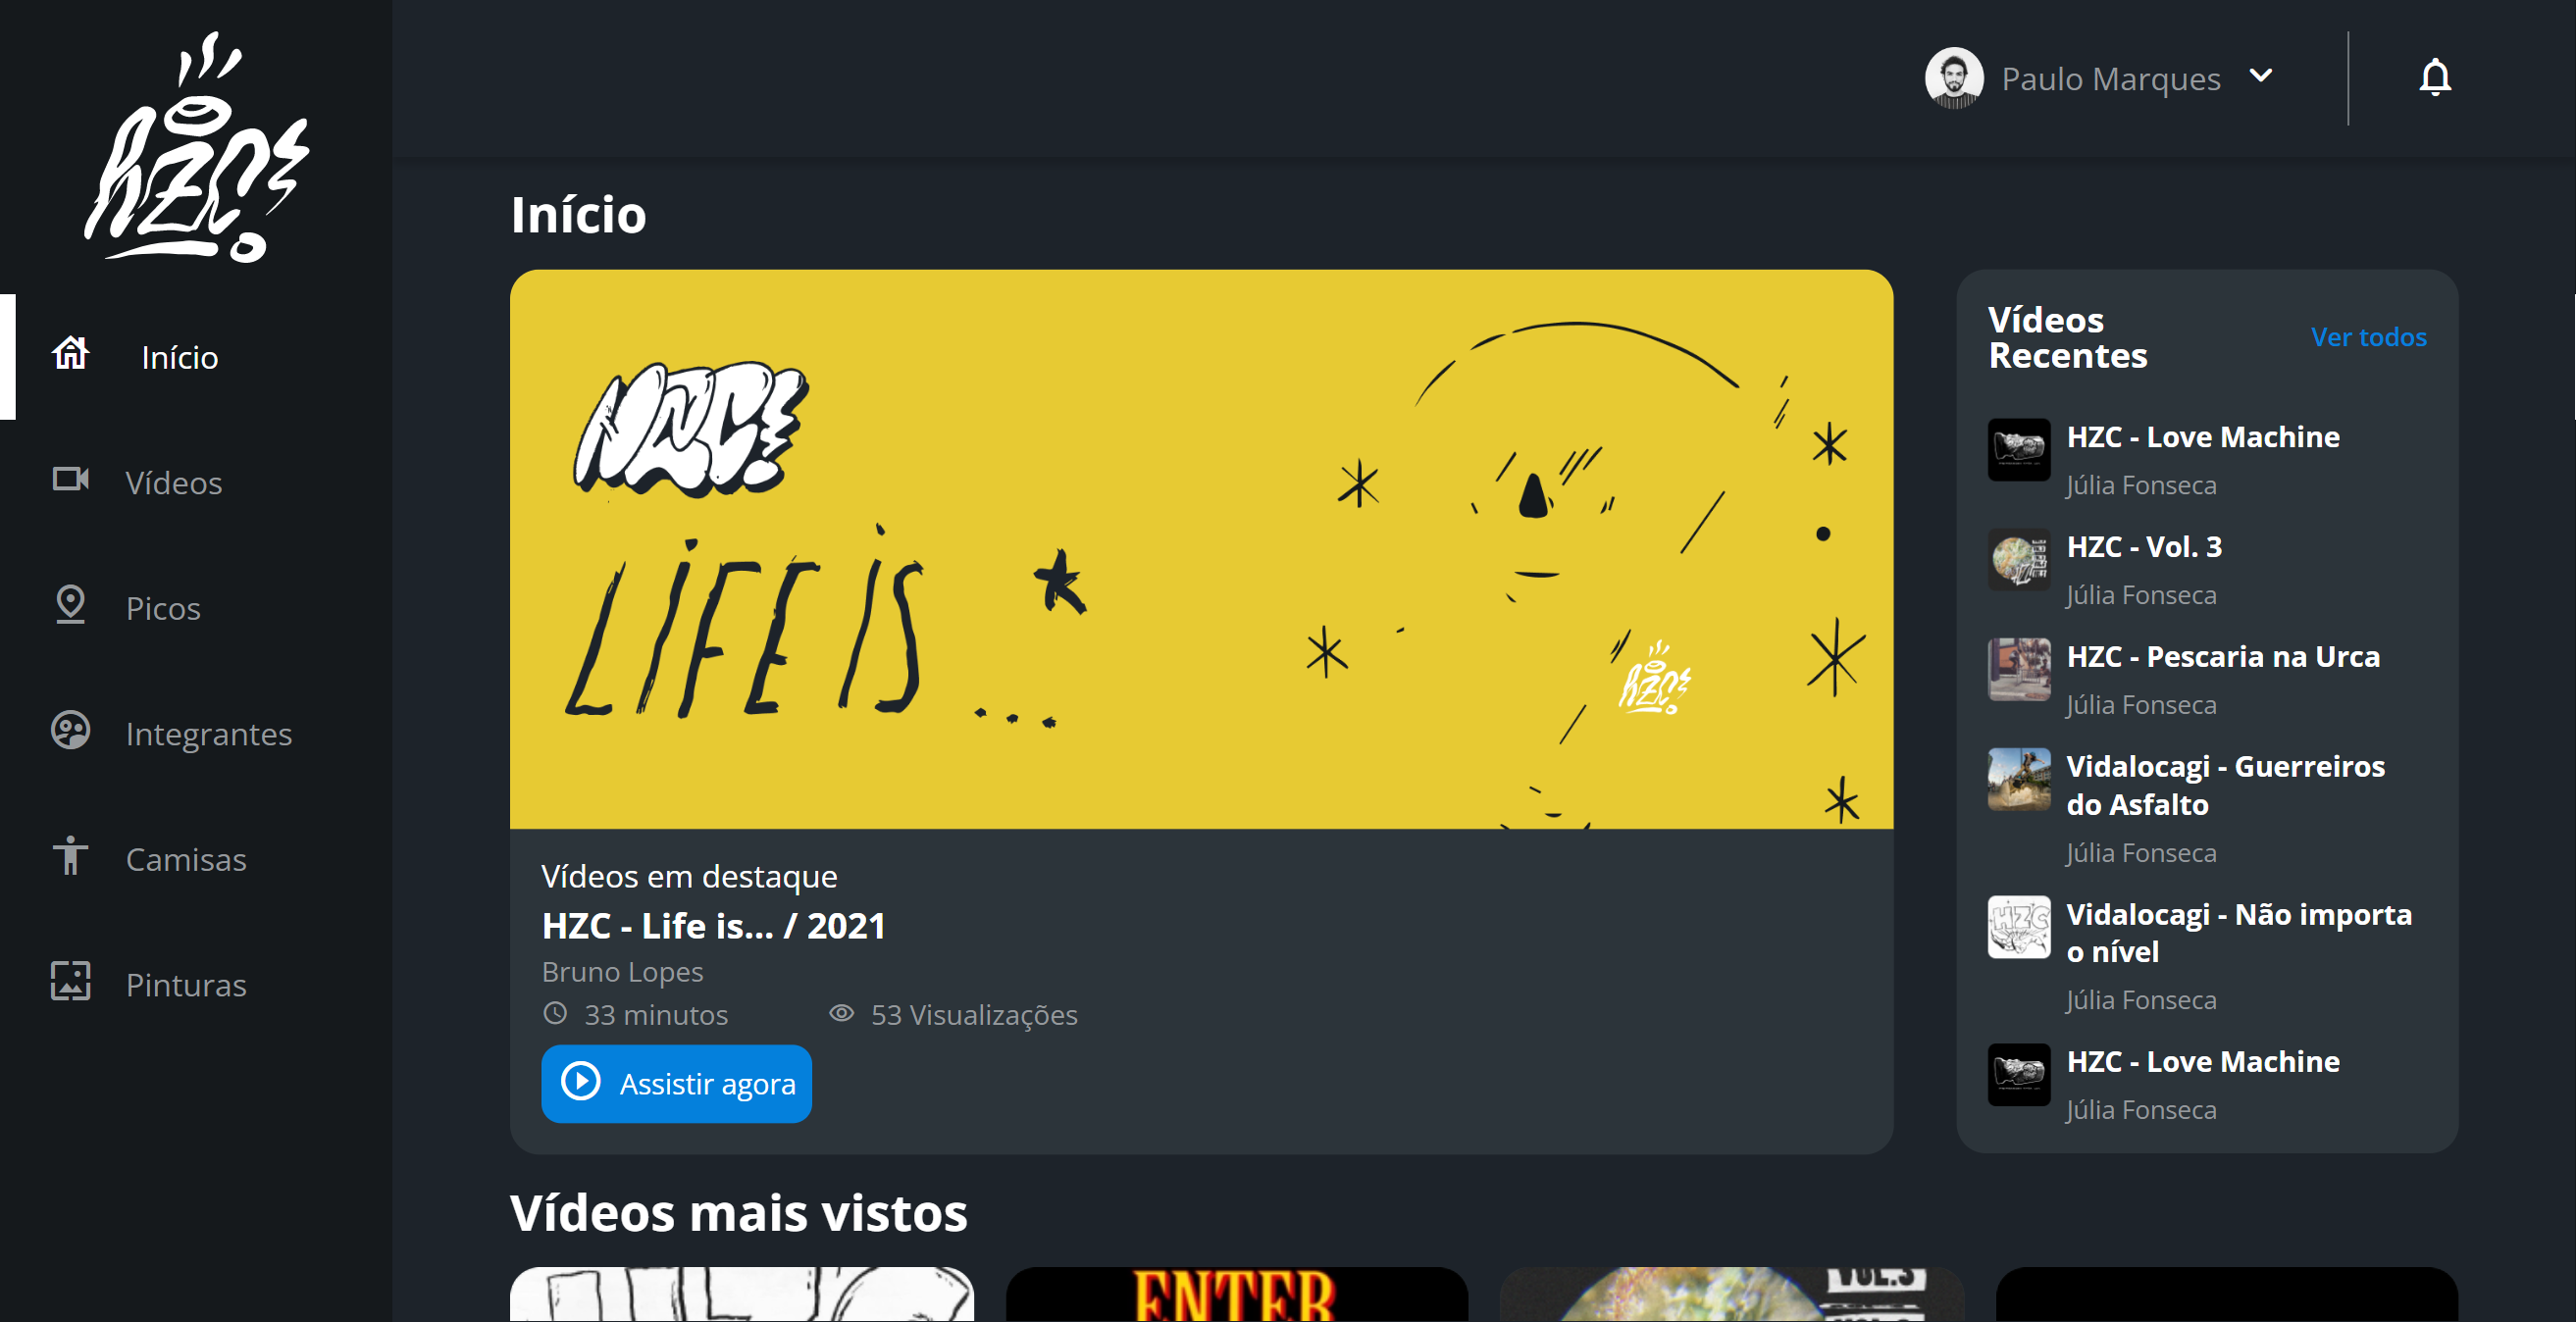 HZC!
Início
Vídeos
Picos
Integrantes
Camisas
Pinturas
Paulo Marques
Início
HZC!
LIFE IS ...
HZC!
Vídeos em destaque
HZC - Life is... / 2021
Bruno Lopes
33 minutos
53 Visualizações
Assistir agora
Vídeos
Recentes
Ver todos
HZC - Love Machine
Júlia Fonseca
HZC - Vol. 3
Júlia Fonseca
HZC - Pescaria na Urca
Júlia Fonseca
Vidalocagi - Guerreiros
do Asfalto
Júlia Fonseca
HZC
Vidalocagi - Não importa
o nível
Júlia Fonseca
HZC - Love Machine
Júlia Fonseca
Vídeos mais vistos
ENTER
VOL.3